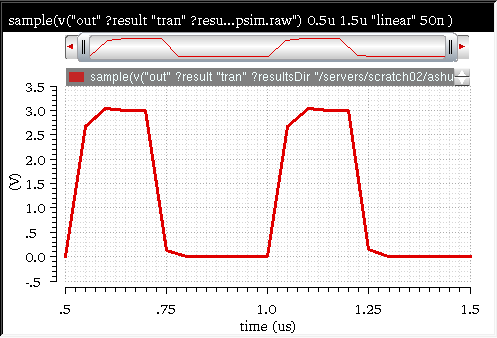 sample(v("out" ?result "tran" ?resu...psim.raw") 0.5u 1.5u "linear" 50n )
sample(v("out" ?result "tran" ?resultsDir "/servers/scratch02/ashu
3.5
3.0
2.5
2.0
1.5
1.0
.5
0.0
-.5
(V)
.5 .75 1.0 1.25 1.5
time (us)